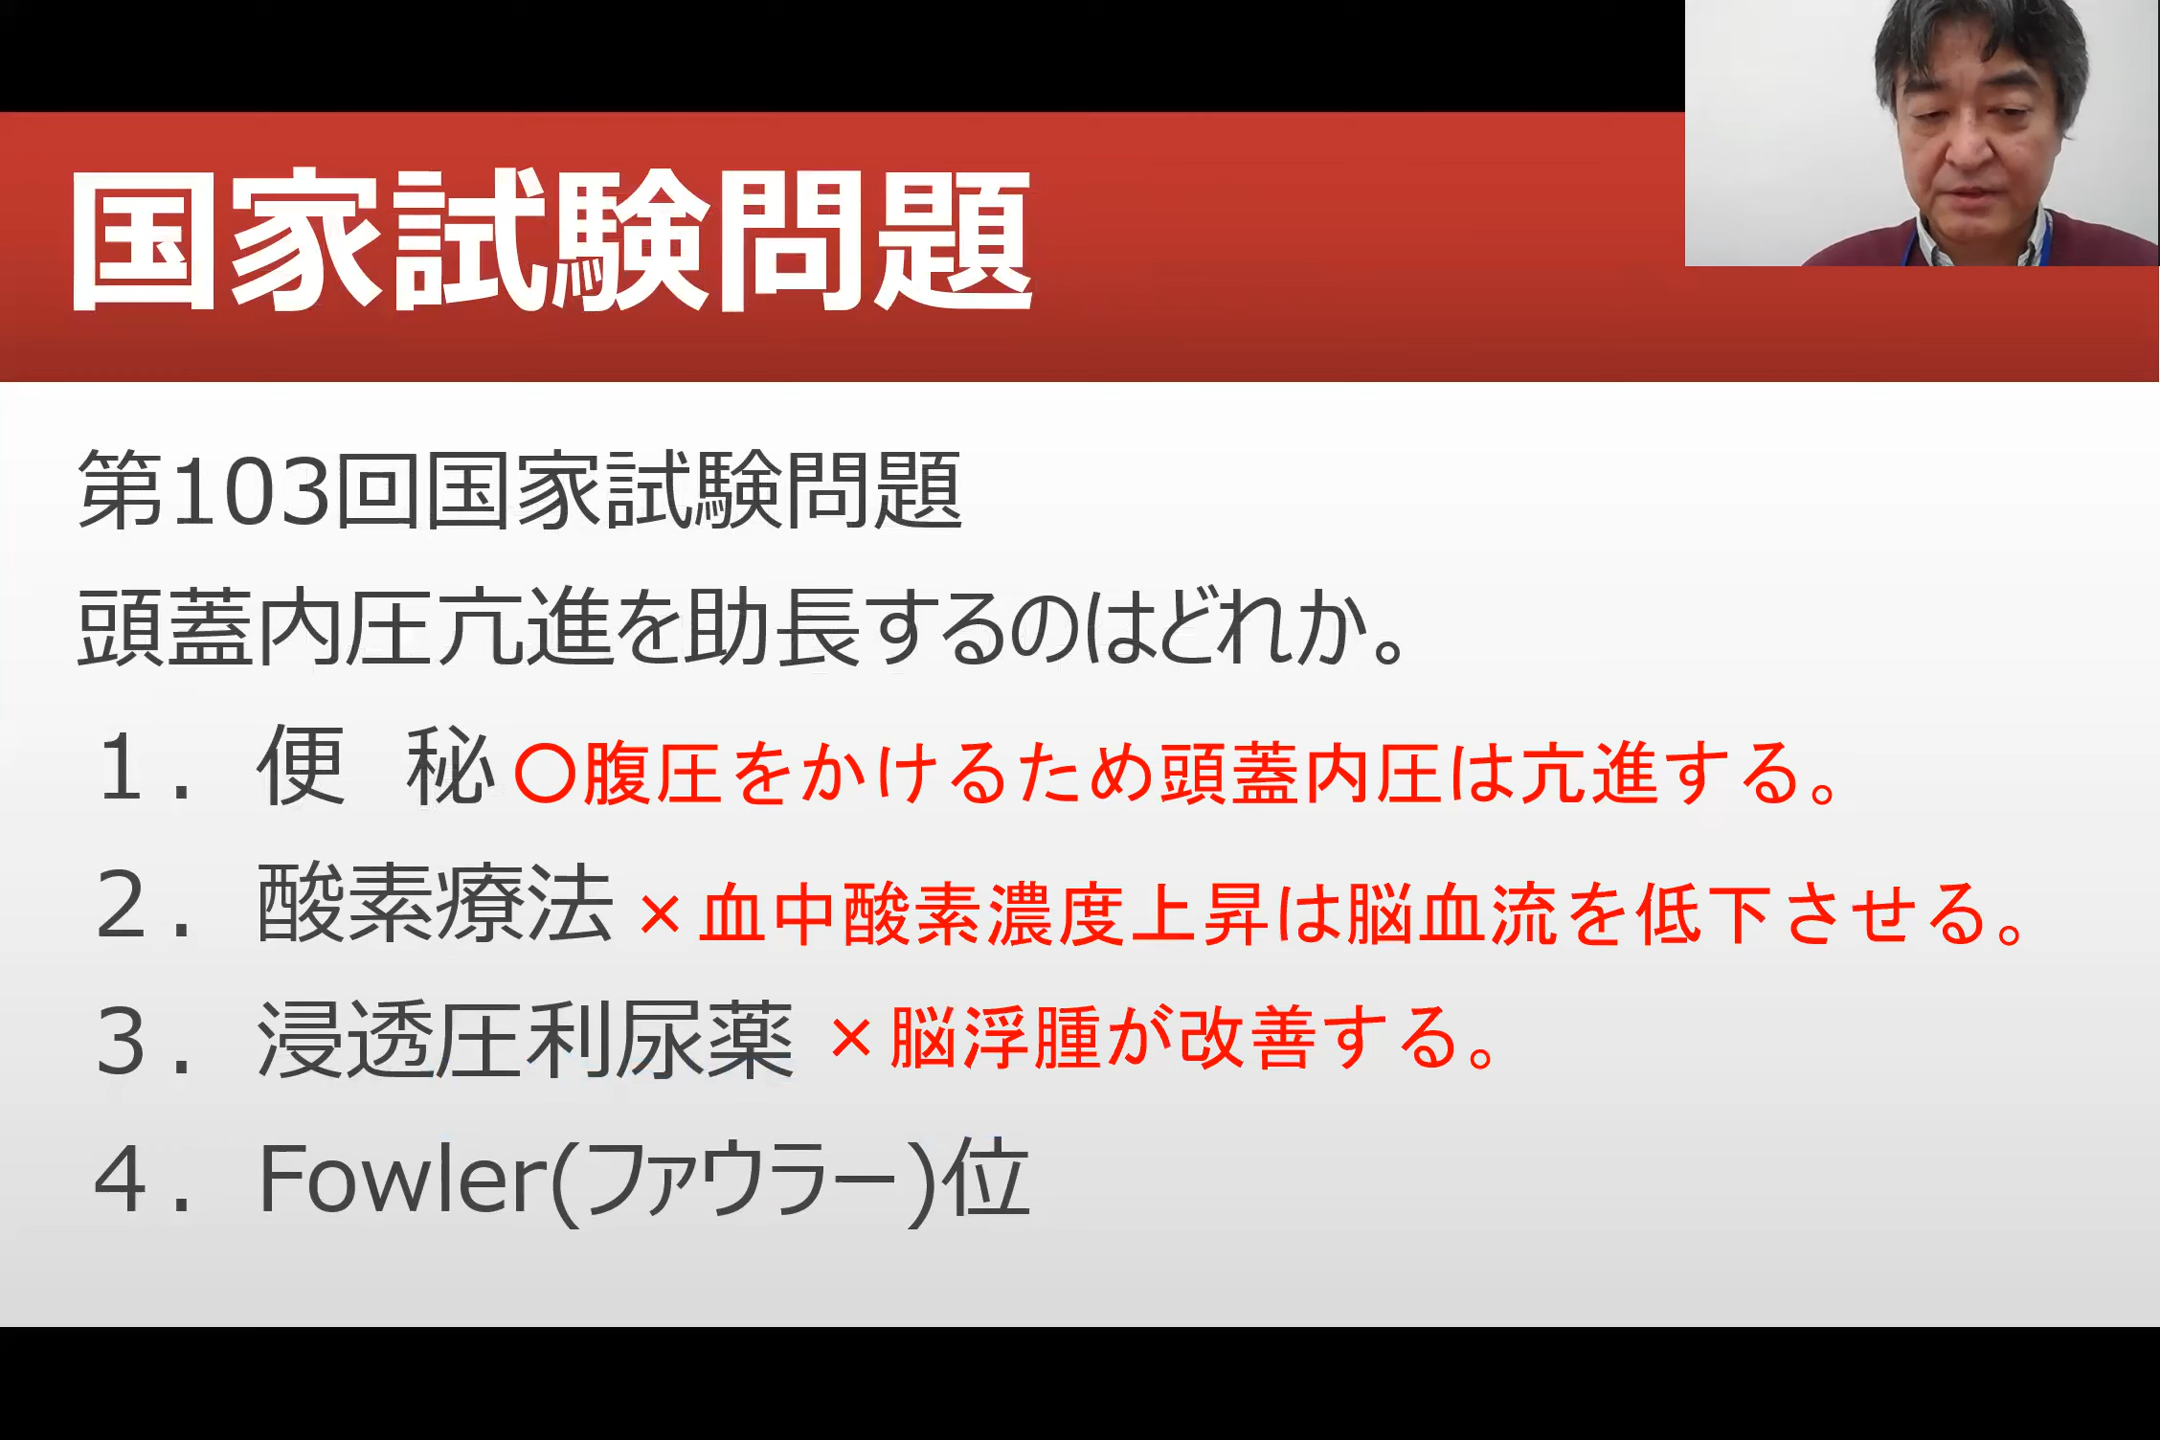 国家試験問題
第103回国家試験問題
頭蓋内圧亢進を助長するのはどれか。
１．便　秘 〇腹圧をかけるため頭蓋内圧は亢進する。
２．酸素療法 ×血中酸素濃度上昇は脳血流を低下させる。
３．浸透圧利尿薬 ×脳浮腫が改善する。
４．Fowler(ファウラー)位